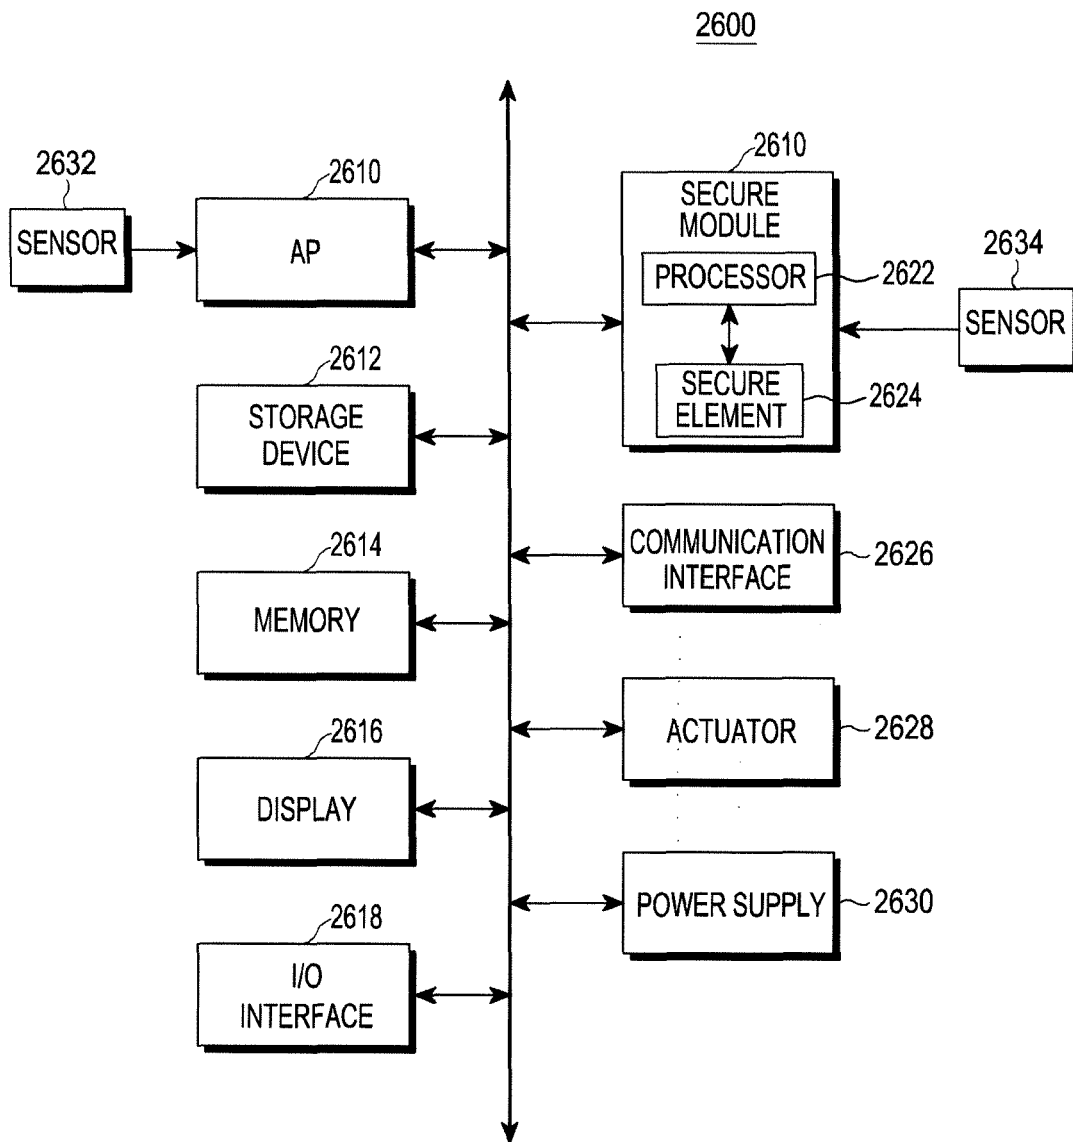 2600
2632
SENSOR
2610
AP
2612
STORAGE
DEVICE
2614
MEMORY
2616
DISPLAY
2618
I/O
INTERFACE
2610
SECURE
MODULE
PROCESSOR
2622
SECURE
ELEMENT
2624
2634
SENSOR
COMMUNICATION
INTERFACE
2626
ACTUATOR
2628
POWER SUPPLY
2630